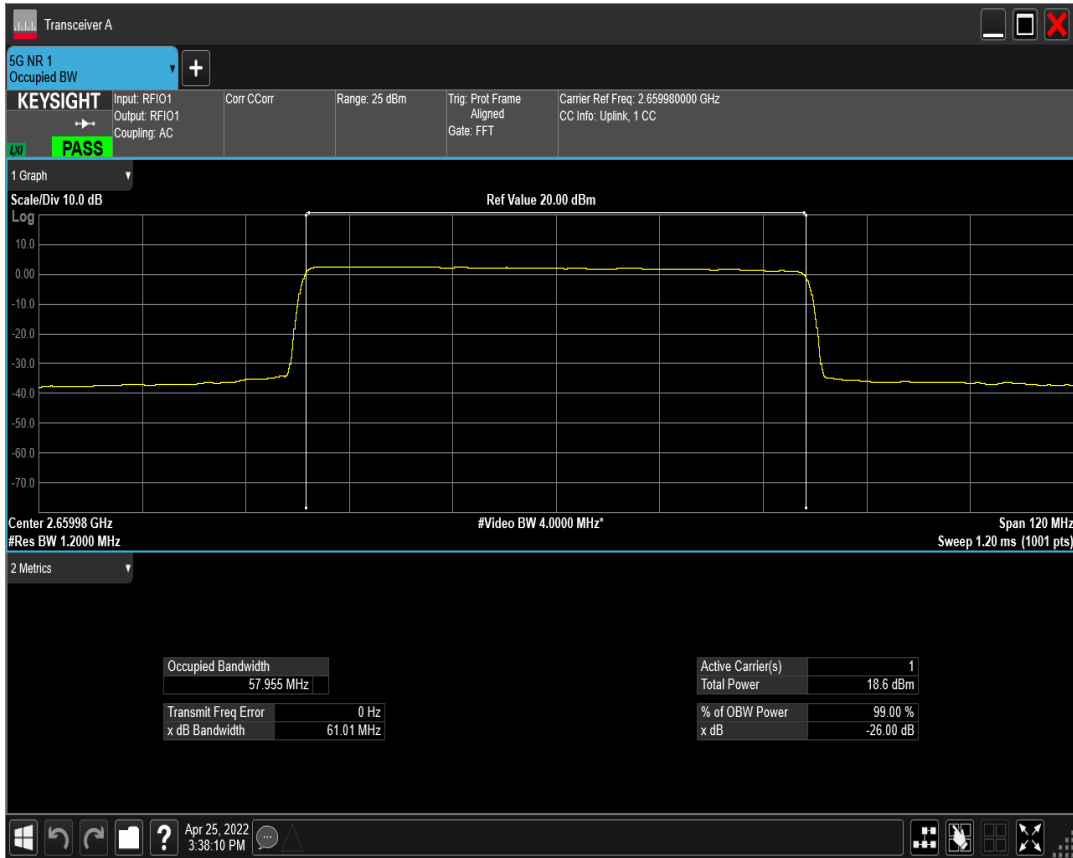 Transceiver A
5G NR 1
Occupied BW
+
KEYSIGHT
LXI
PASS
Input: RFIO1
Output: RFIO1
Coupling: AC
Corr CCorr
Range: 25 dBm
Trig: Prot Frame
Aligned
Gate: FFT
Carrier Ref Freq: 2.659980000 GHz
CC Info: Uplink, 1 CC
1 Graph
Scale/Div 10.0 dB
Ref Value 20.00 dBm
Log
10.0
0.00
-10.0
-20.0
-30.0
-40.0
-50.0
-60.0
-70.0
Center 2.65998 GHz
#Video BW 4.0000 MHz*
Span 120 MHz
#Res BW 1.2000 MHz
Sweep 1.20 ms (1001 pts)
2 Metrics
Occupied Bandwidth
57.955 MHz
Transmit Freq Error 0 Hz
x dB Bandwidth 61.01 MHz
Active Carrier(s) 1
Total Power 18.6 dBm
% of OBW Power 99.00 %
x dB -26.00 dB
?
Apr 25, 2022
3:38:10 PM